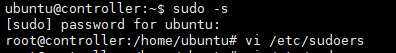 ubuntu@controller:~$ sudo -s
[sudo] password for ubuntu:
root@controller:/home/ubuntu# vi /etc/sudoers